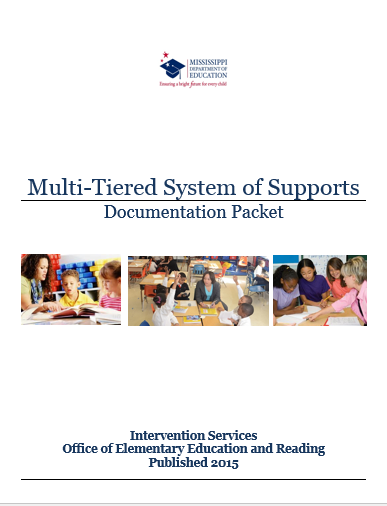 MISSISSIPPI
DEPARTMENT OF
EDUCATION
Ensuring a bright future for every child
Multi-Tiered System of Supports
Documentation Packet
Intervention Services
Office of Elementary Education and Reading
Published 2015